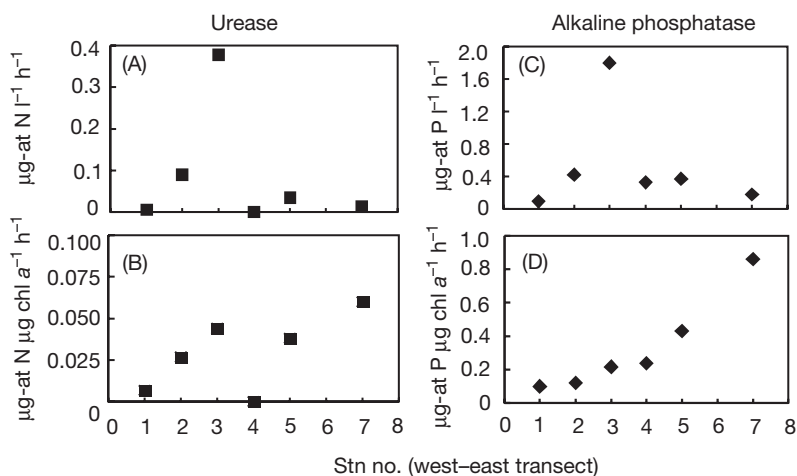 Urease
Alkaline phosphatase
(A)
µg-at N l⁻¹ h⁻¹
0.4
0.3
0.2
0.1
0
(C)
µg-at P l⁻¹ h⁻¹
2.0
1.6
1.2
0.8
0.4
0
(B)
µg-at N µg chl a⁻¹ h⁻¹
0.100
0.075
0.050
0.025
0
0 1 2 3 4 5 6 7 8
(D)
µg-at P µg chl a⁻¹ h⁻¹
1.0
0.8
0.6
0.4
0.2
0
0 1 2 3 4 5 6 7 8
Stn no. (west–east transect)